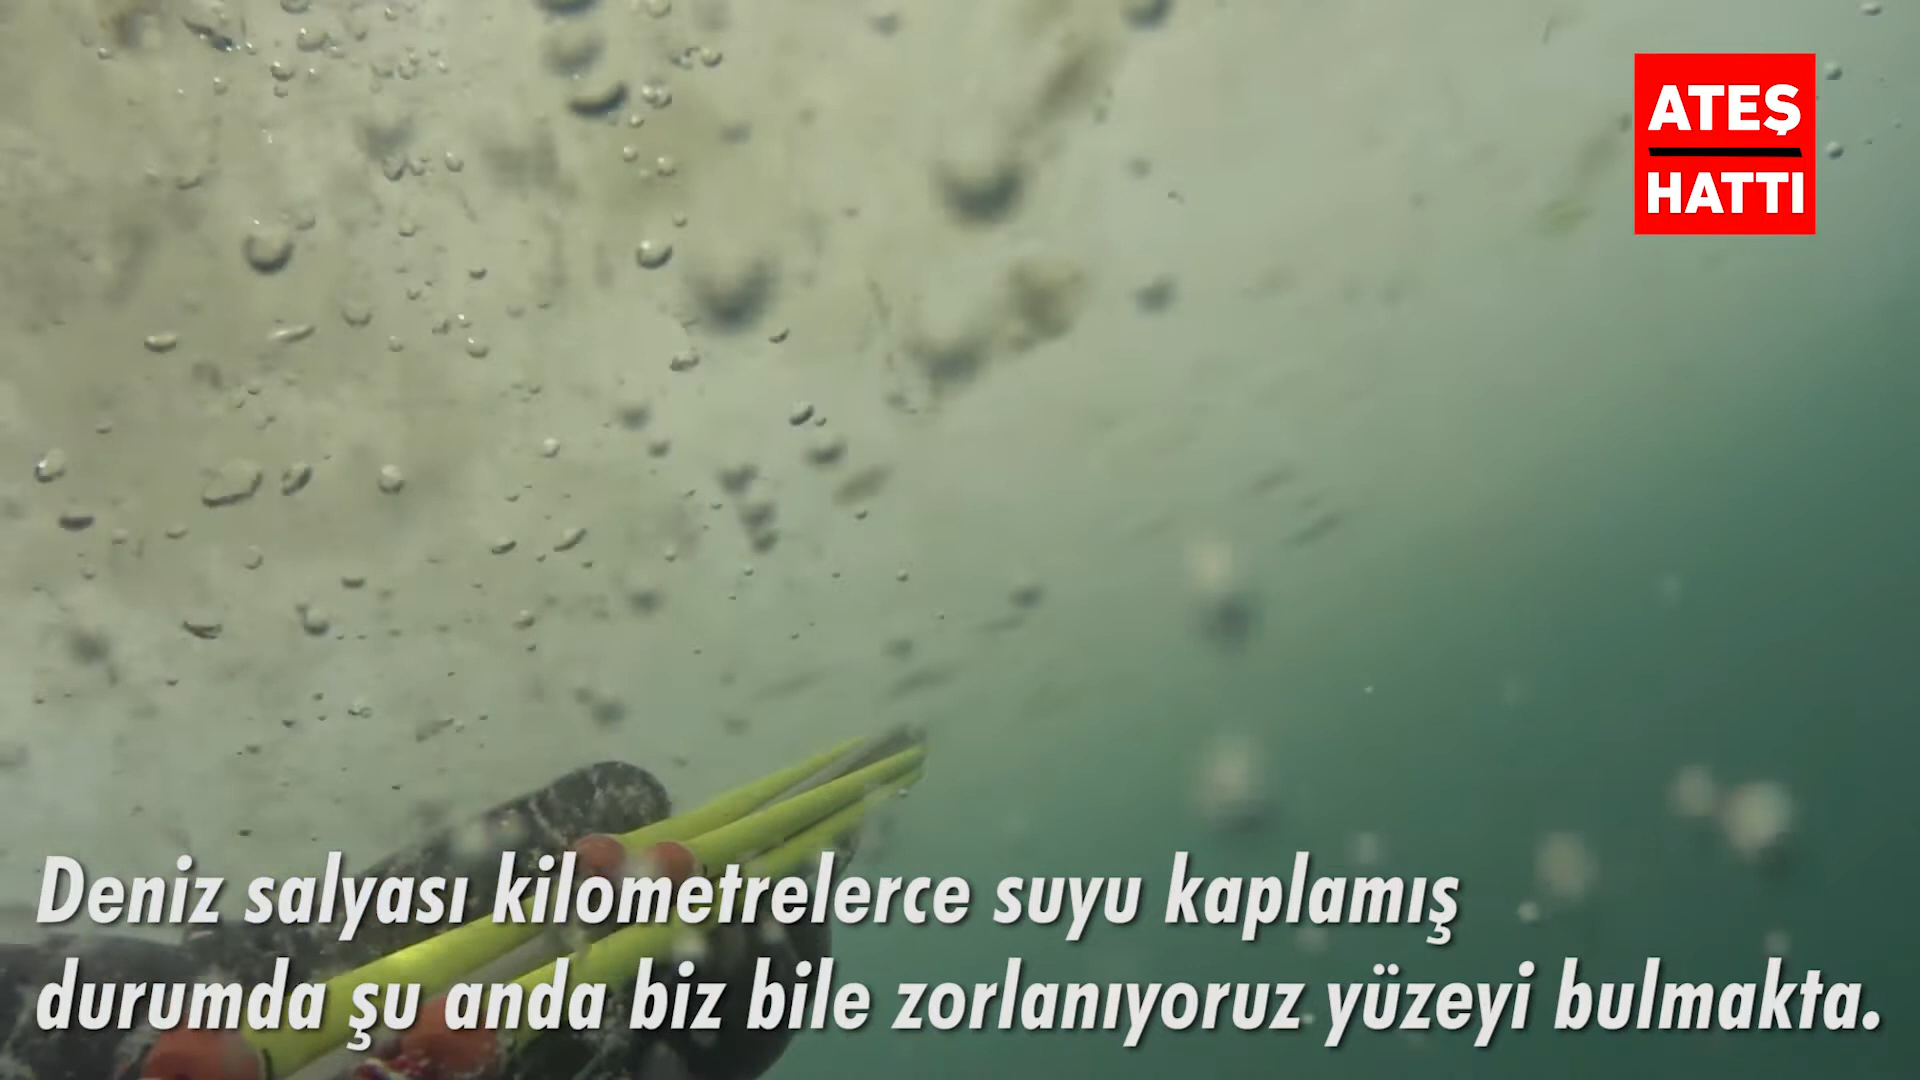 ATEŞ
HATTI
Deniz salyası kilometrelerce suyu kaplamış
durumda şu anda biz bile zorlanıyoruz yüzeyi bulmakta.